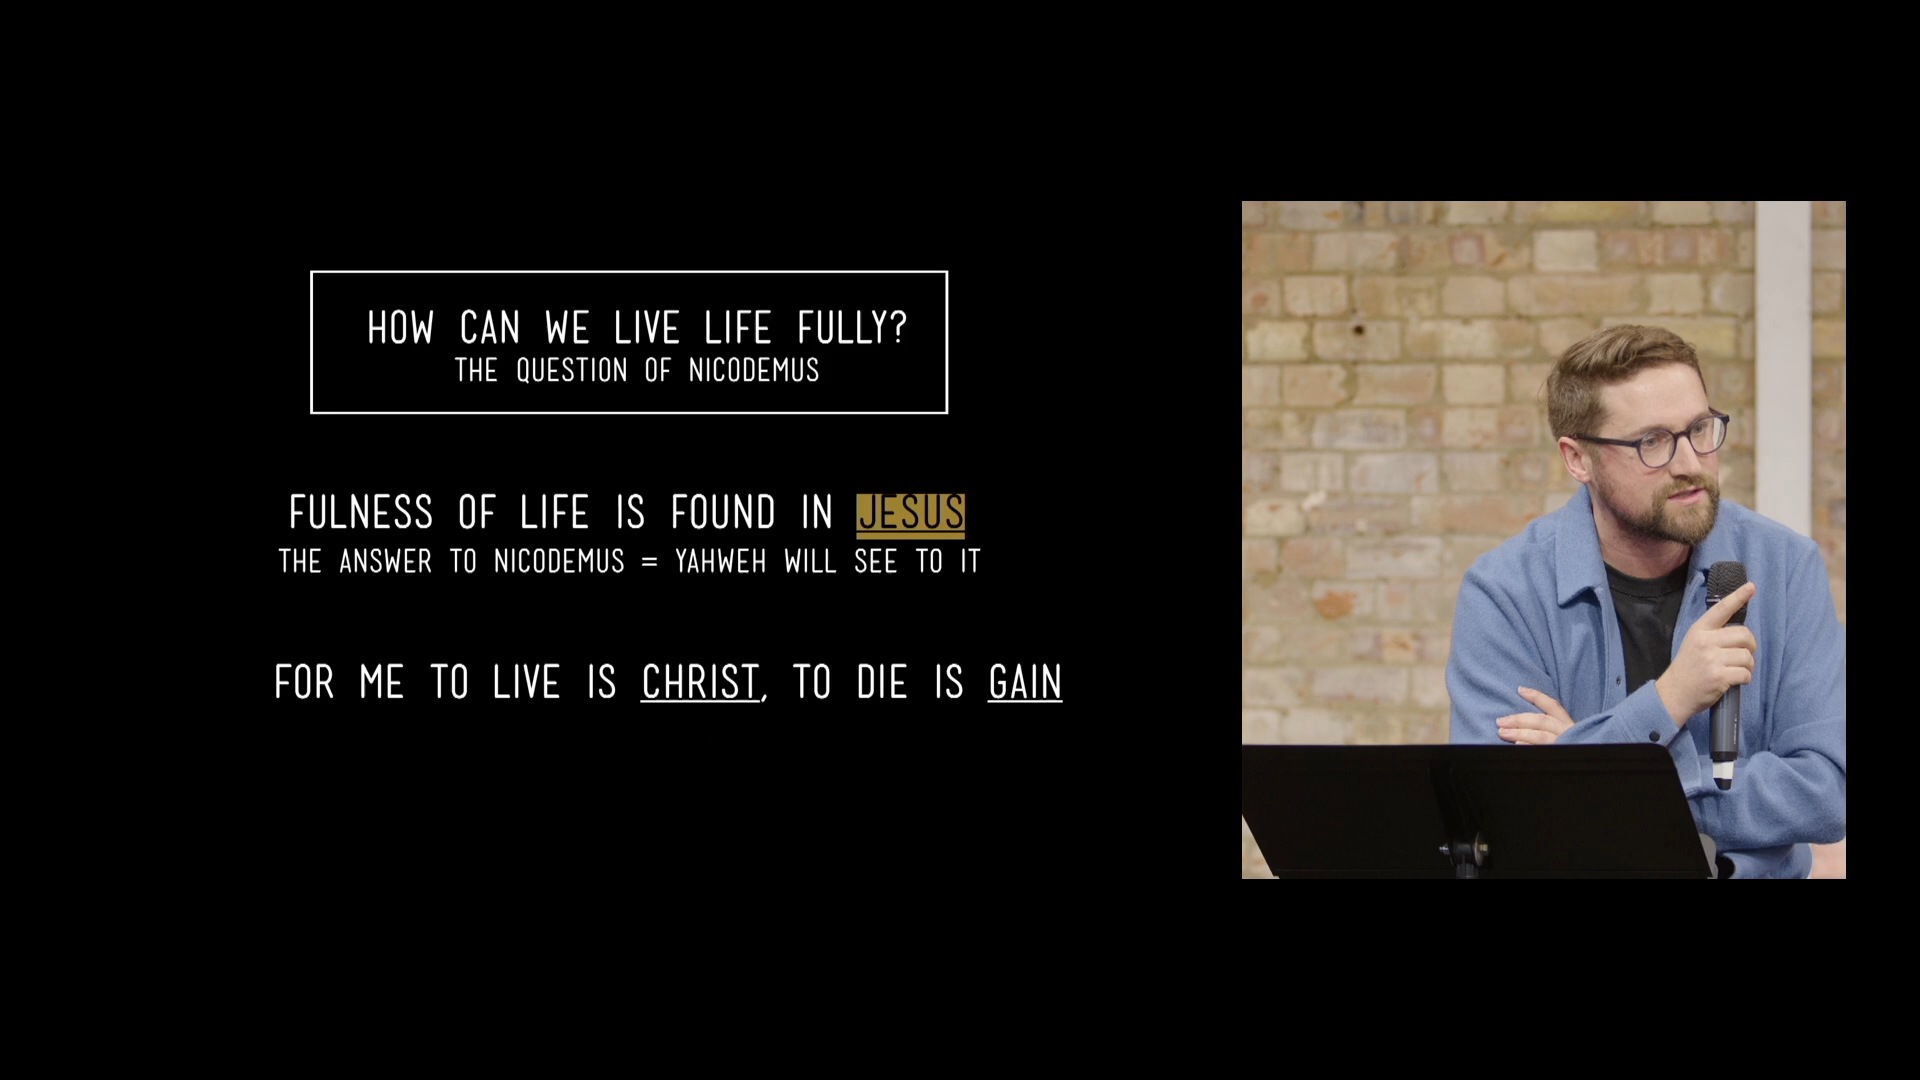 HOW CAN WE LIVE LIFE FULLY?
THE QUESTION OF NICODEMUS
FULNESS OF LIFE IS FOUND IN JESUS
THE ANSWER TO NICODEMUS = YAHWEH WILL SEE TO IT
FOR ME TO LIVE IS CHRIST, TO DIE IS GAIN